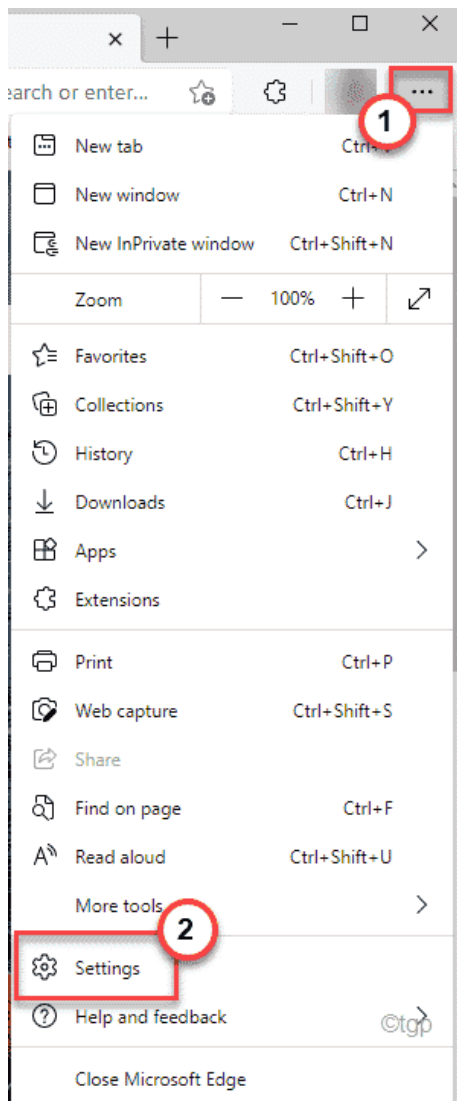 earch or enter...
1
New tab
New window Ctrl+N
New InPrivate window Ctrl+Shift+N
Zoom — 100% +
Favorites Ctrl+Shift+O
Collections Ctrl+Shift+Y
History Ctrl+H
Downloads Ctrl+J
Apps
Extensions
Print Ctrl+P
Web capture Ctrl+Shift+S
Share
Find on page Ctrl+F
Read aloud Ctrl+Shift+U
More tools
2
Settings
Help and feedback
©tgp
Close Microsoft Edge